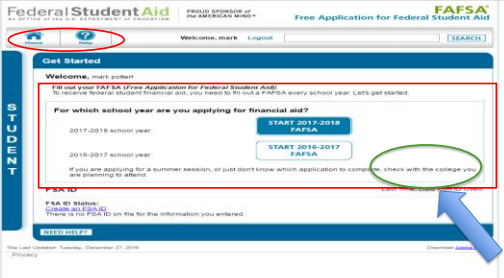 Federal Student Aid
PROUD SPONSOR of
the AMERICAN MIND®
FAFSA®
Free Application for Federal Student Aid
An OFFICE of the U.S. DEPARTMENT of EDUCATION
Home
Help
Welcome, mark
Logout
SEARCH
Get Started
Welcome, mark potter!
Fill out your FAFSA (Free Application for Federal Student Aid):
To receive federal student financial aid, you need to fill out a FAFSA every school year. Let's get started.
For which school year are you applying for financial aid?
2017-2018 school year
START 2017-2018
FAFSA
2016-2017 school year
START 2016-2017
FAFSA
If you are applying for a summer session, or just don't know which application to complete, check with the college you
are planning to attend.
STUDENT
FSA ID
FSA ID Status:
Create an FSA ID
There is no FSA ID on file for the information you entered.
NEED HELP?
Site Last Updated: Tuesday, December 27, 2016
Download
Privacy